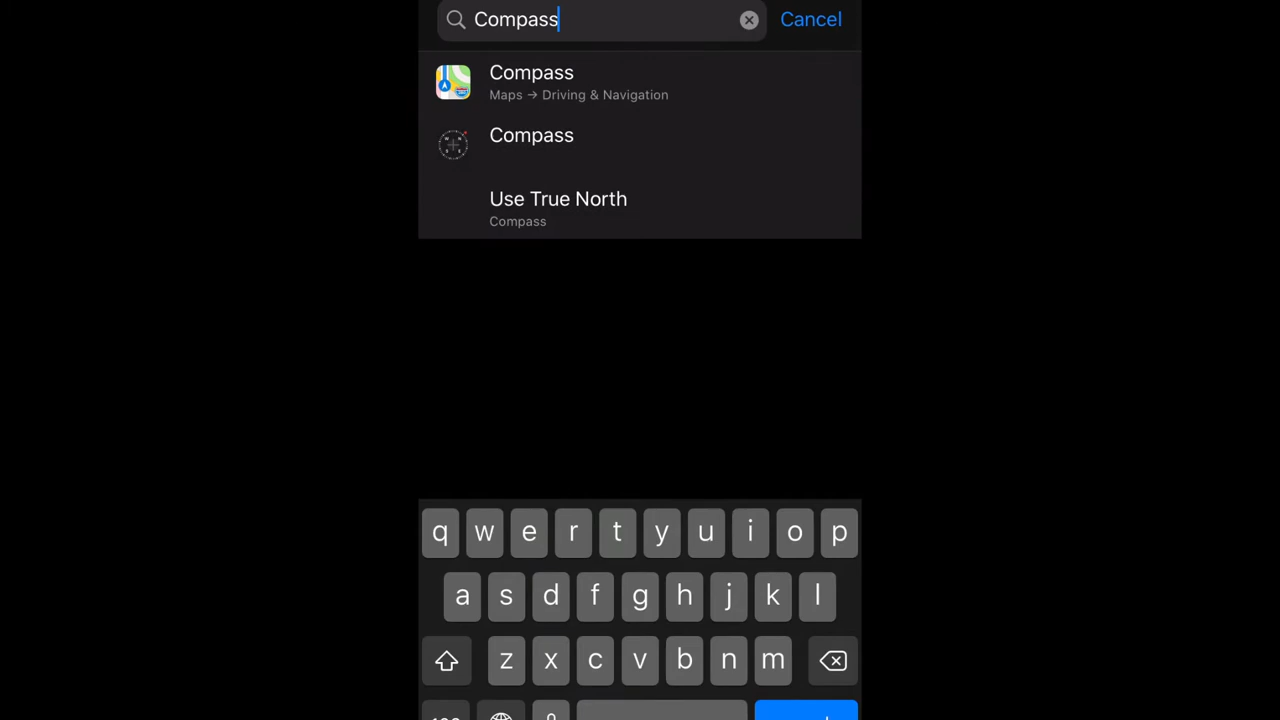 Compass Cancel
Compass
Maps → Driving & Navigation
Compass
Use True North
Compass
q w e r t y u i o p
a s d f g h j k l
z x c v b n m